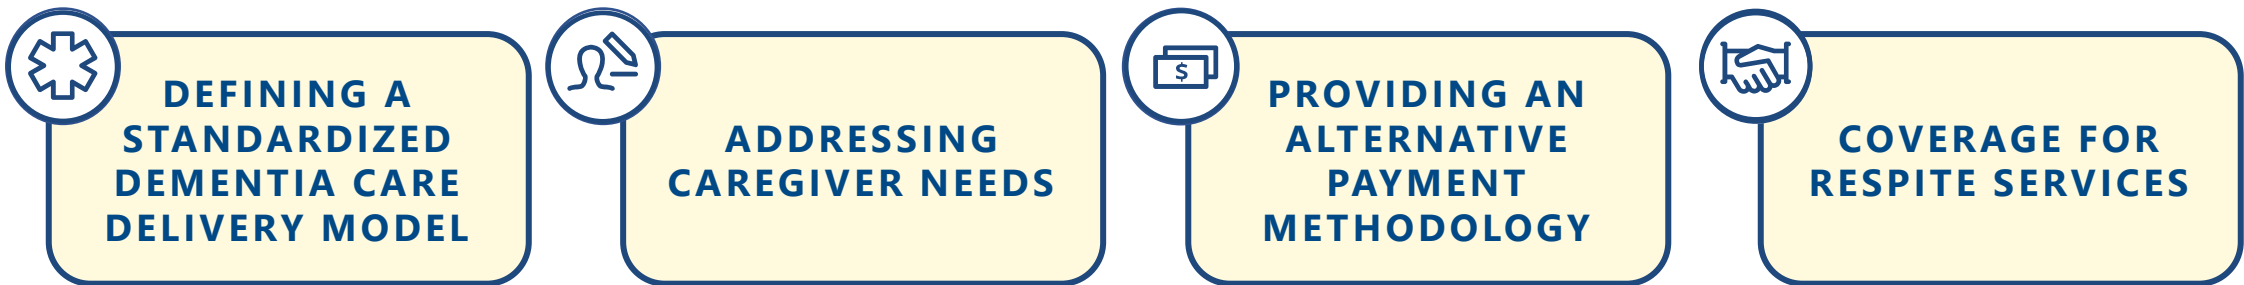 DEFINING A
STANDARDIZED
DEMENTIA CARE
DELIVERY MODEL
ADDRESSING
CAREGIVER NEEDS
$
PROVIDING AN
ALTERNATIVE
PAYMENT
METHODOLOGY
COVERAGE FOR
RESPITE SERVICES